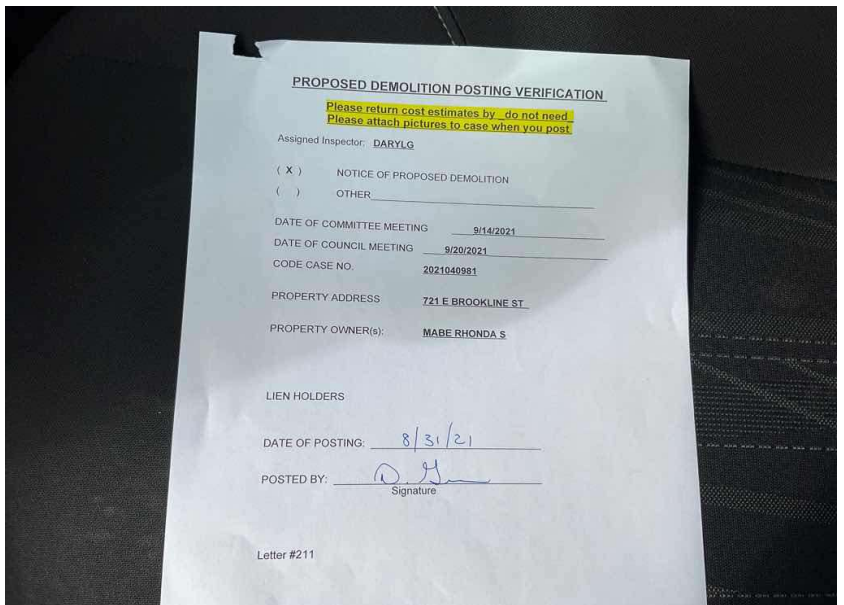 PROPOSED DEMOLITION POSTING VERIFICATION
Please return cost estimates by _do not need_
Please attach pictures to case when you post
Assigned Inspector: DARYLG
( X ) NOTICE OF PROPOSED DEMOLITION
( ) OTHER
DATE OF COMMITTEE MEETING 9/14/2021
DATE OF COUNCIL MEETING 9/20/2021
CODE CASE NO. 2021040981
PROPERTY ADDRESS 721 E BROOKLINE ST
PROPERTY OWNER(s): MABE RHONDA S
LIEN HOLDERS
DATE OF POSTING: 8/31/21
POSTED BY: D.
Signature
Letter #211